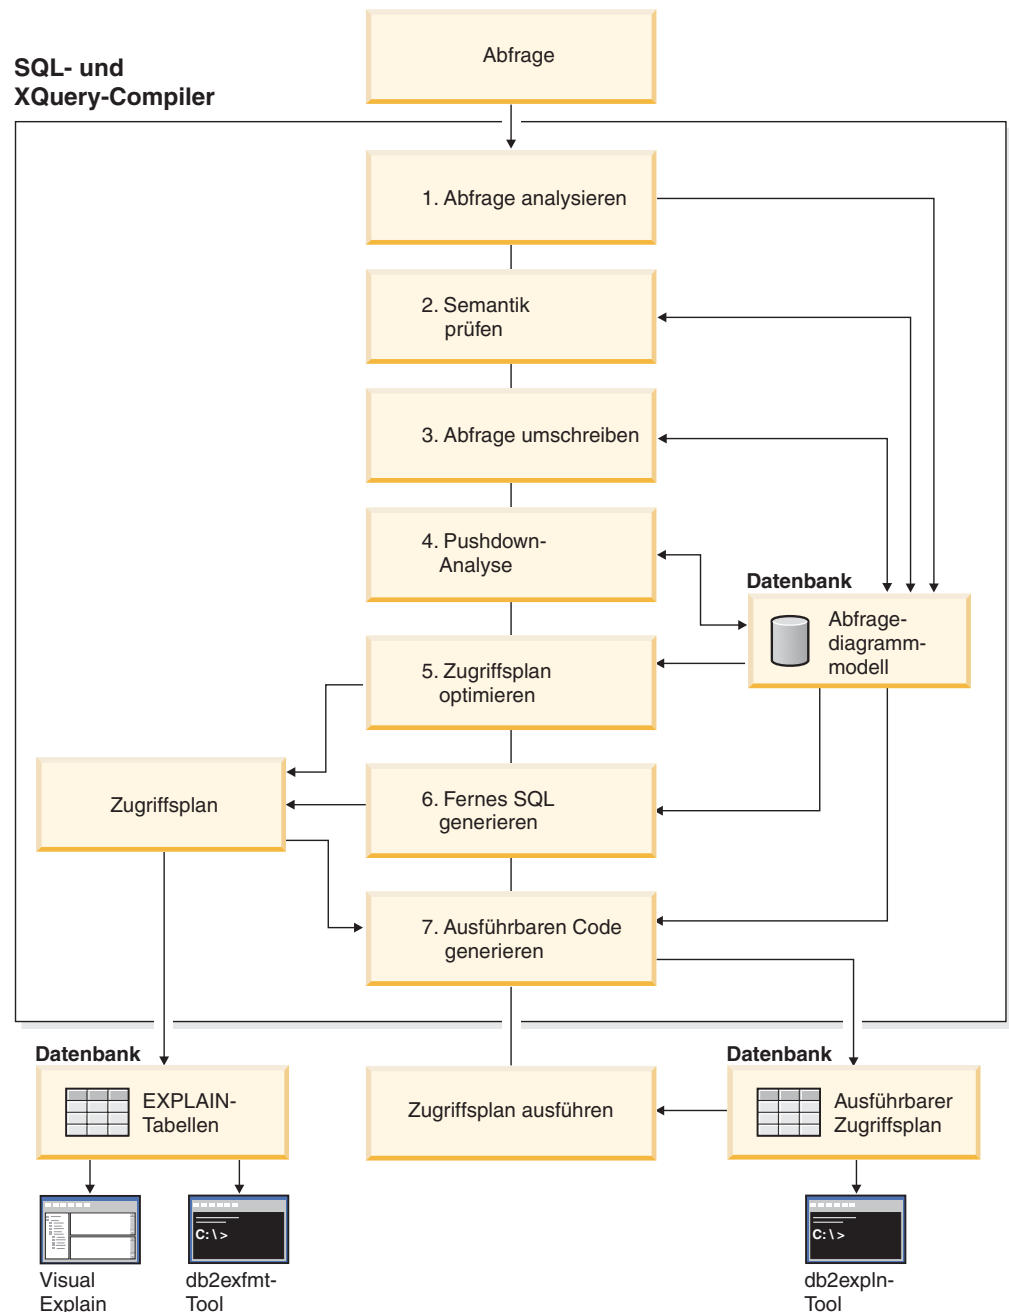 Abfrage
SQL- und
XQuery-Compiler
1. Abfrage analysieren
2. Semantik
prüfen
3. Abfrage umschreiben
4. Pushdown-
Analyse
Datenbank
Abfrage-
diagramm-
modell
5. Zugriffsplan
optimieren
Zugriffsplan
6. Fernes SQL
generieren
7. Ausführbaren Code
generieren
Datenbank
EXPLAIN-
Tabellen
Zugriffsplan ausführen
Datenbank
Ausführbarer
Zugriffsplan
C: \ >
C: \ >
Visual
Explain
db2exfmt-
Tool
db2expln-
Tool